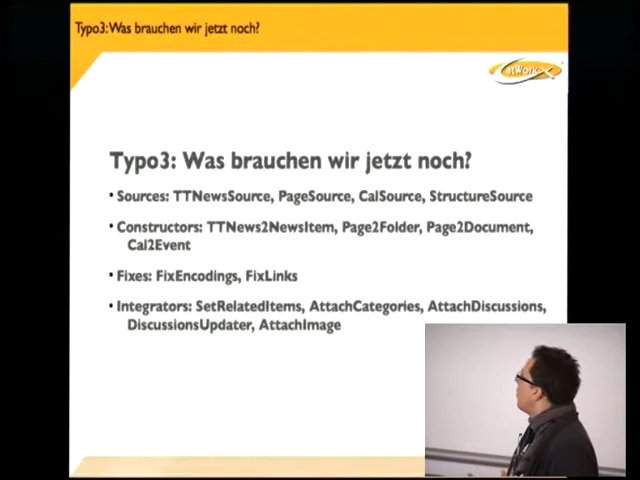 Typo3:Was brauchen wir jetzt noch?
atWork
Typo3: Was brauchen wir jetzt noch?
• Sources: TTNewsSource, PageSource, CalSource, StructureSource
• Constructors: TTNews2NewsItem, Page2Folder, Page2Document,
Cal2Event
• Fixes: FixEncodings, FixLinks
• Integrators: SetRelatedItems, AttachCategories, AttachDiscussions,
DiscussionsUpdater, AttachImage